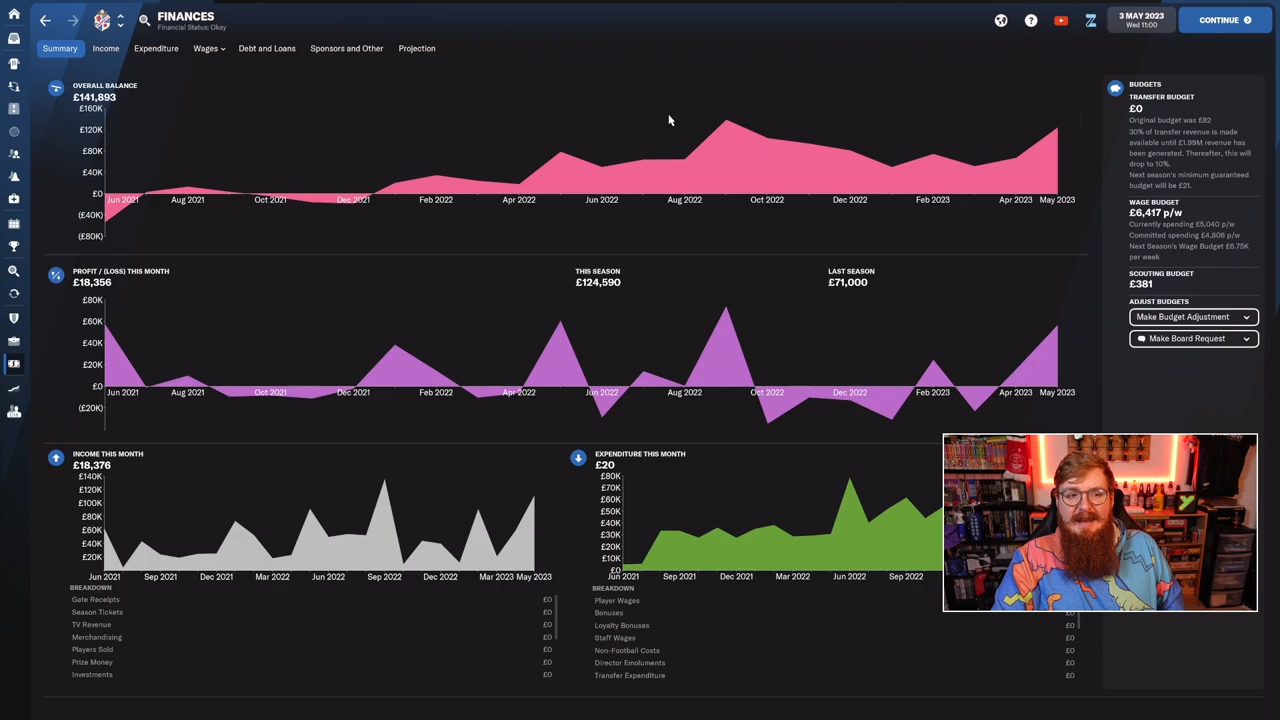 FINANCES
Financial Status: Okay
3 MAY 2023
Wed 11:00
CONTINUE
Summary
Income
Expenditure
Wages
Debt and Loans
Sponsors and Other
Projection
OVERALL BALANCE
£141,893
£160K
£120K
£80K
£40K
£0
(£40K)
(£80K)
Jun 2021
Aug 2021
Oct 2021
Dec 2021
Feb 2022
Apr 2022
Jun 2022
Aug 2022
Oct 2022
Dec 2022
Feb 2023
Apr 2023
May 2023
BUDGETS
TRANSFER BUDGET
£0
Original budget was £82
30% of transfer revenue is made
available until £1.99M revenue has
been generated. Thereafter, this will
drop to 10%.
Next season's minimum guaranteed
budget will be £21.
WAGE BUDGET
£6,417 p/w
Currently spending £5,040 p/w
Committed spending £4,806 p/w
Next Season's Wage Budget £6.75K
per week
SCOUTING BUDGET
£381
ADJUST BUDGETS
Make Budget Adjustment
Make Board Request
PROFIT / (LOSS) THIS MONTH
£18,356
THIS SEASON
£124,590
LAST SEASON
£71,000
£80K
£60K
£40K
£20K
£0
(£20K)
Jun 2021
Aug 2021
Oct 2021
Dec 2021
Feb 2022
Apr 2022
Jun 2022
Aug 2022
Oct 2022
Dec 2022
Feb 2023
Apr 2023
May 2023
INCOME THIS MONTH
£18,376
£140K
£120K
£100K
£80K
£60K
£40K
£20K
Jun 2021
Sep 2021
Dec 2021
Mar 2022
Jun 2022
Sep 2022
Dec 2022
Mar 2023
May 2023
BREAKDOWN
Gate Receipts £0
Season Tickets £0
TV Revenue £0
Merchandising £0
Players Sold £0
Prize Money £0
Investments £0
EXPENDITURE THIS MONTH
£20
£80K
£70K
£60K
£50K
£40K
£30K
£20K
£10K
£0
Jun 2021
Sep 2021
Dec 2021
Mar 2022
Jun 2022
Sep 2022
BREAKDOWN
Player Wages
Bonuses £0
Loyalty Bonuses £0
Staff Wages £0
Non-Football Costs £0
Director Emoluments £0
Transfer Expenditure £0